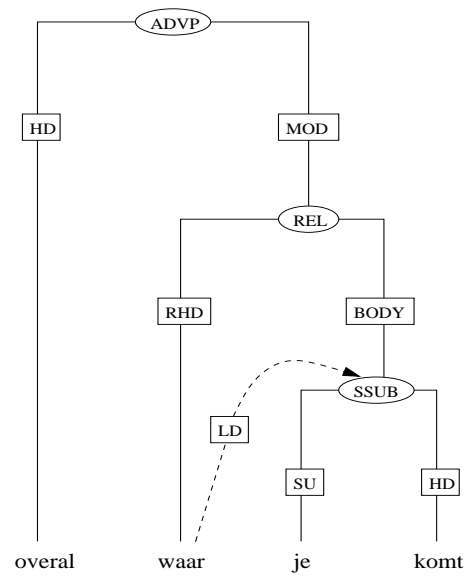 ADVP
HD MOD
REL
RHD BODY
SSUB
LD
SU HD
overal waar je komt